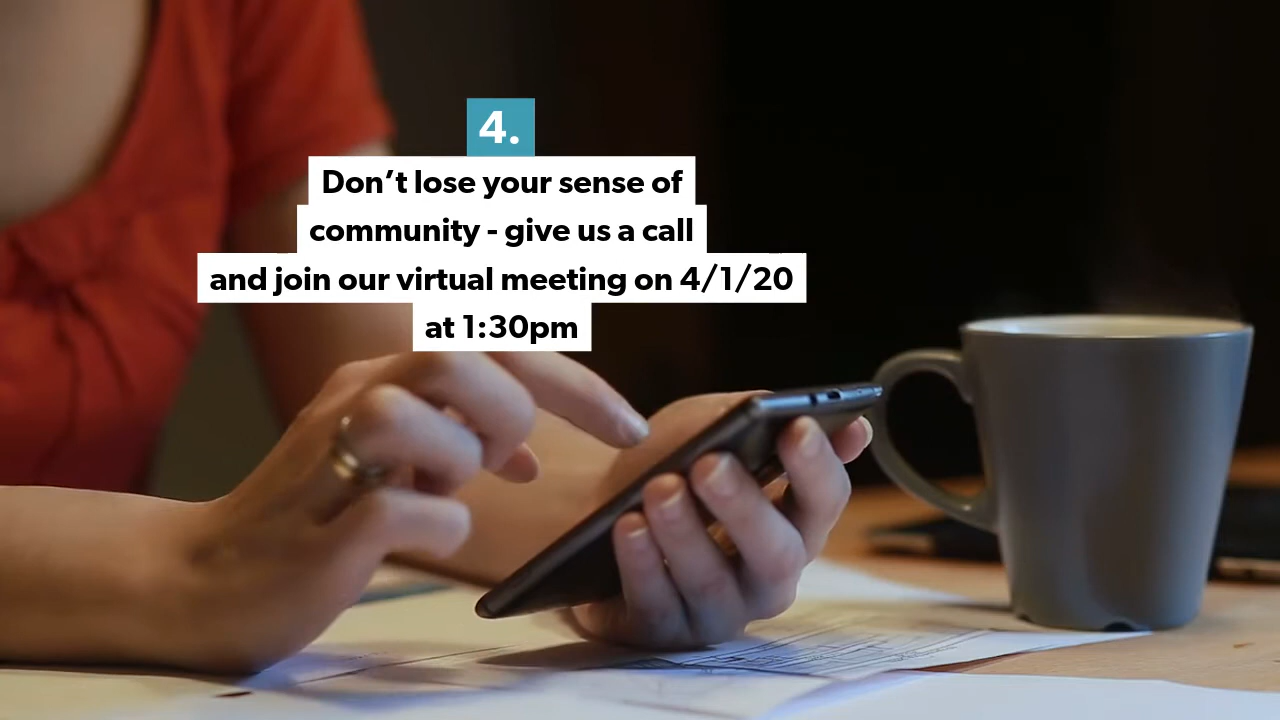 4.
Don’t lose your sense of
community - give us a call
and join our virtual meeting on 4/1/20
at 1:30pm